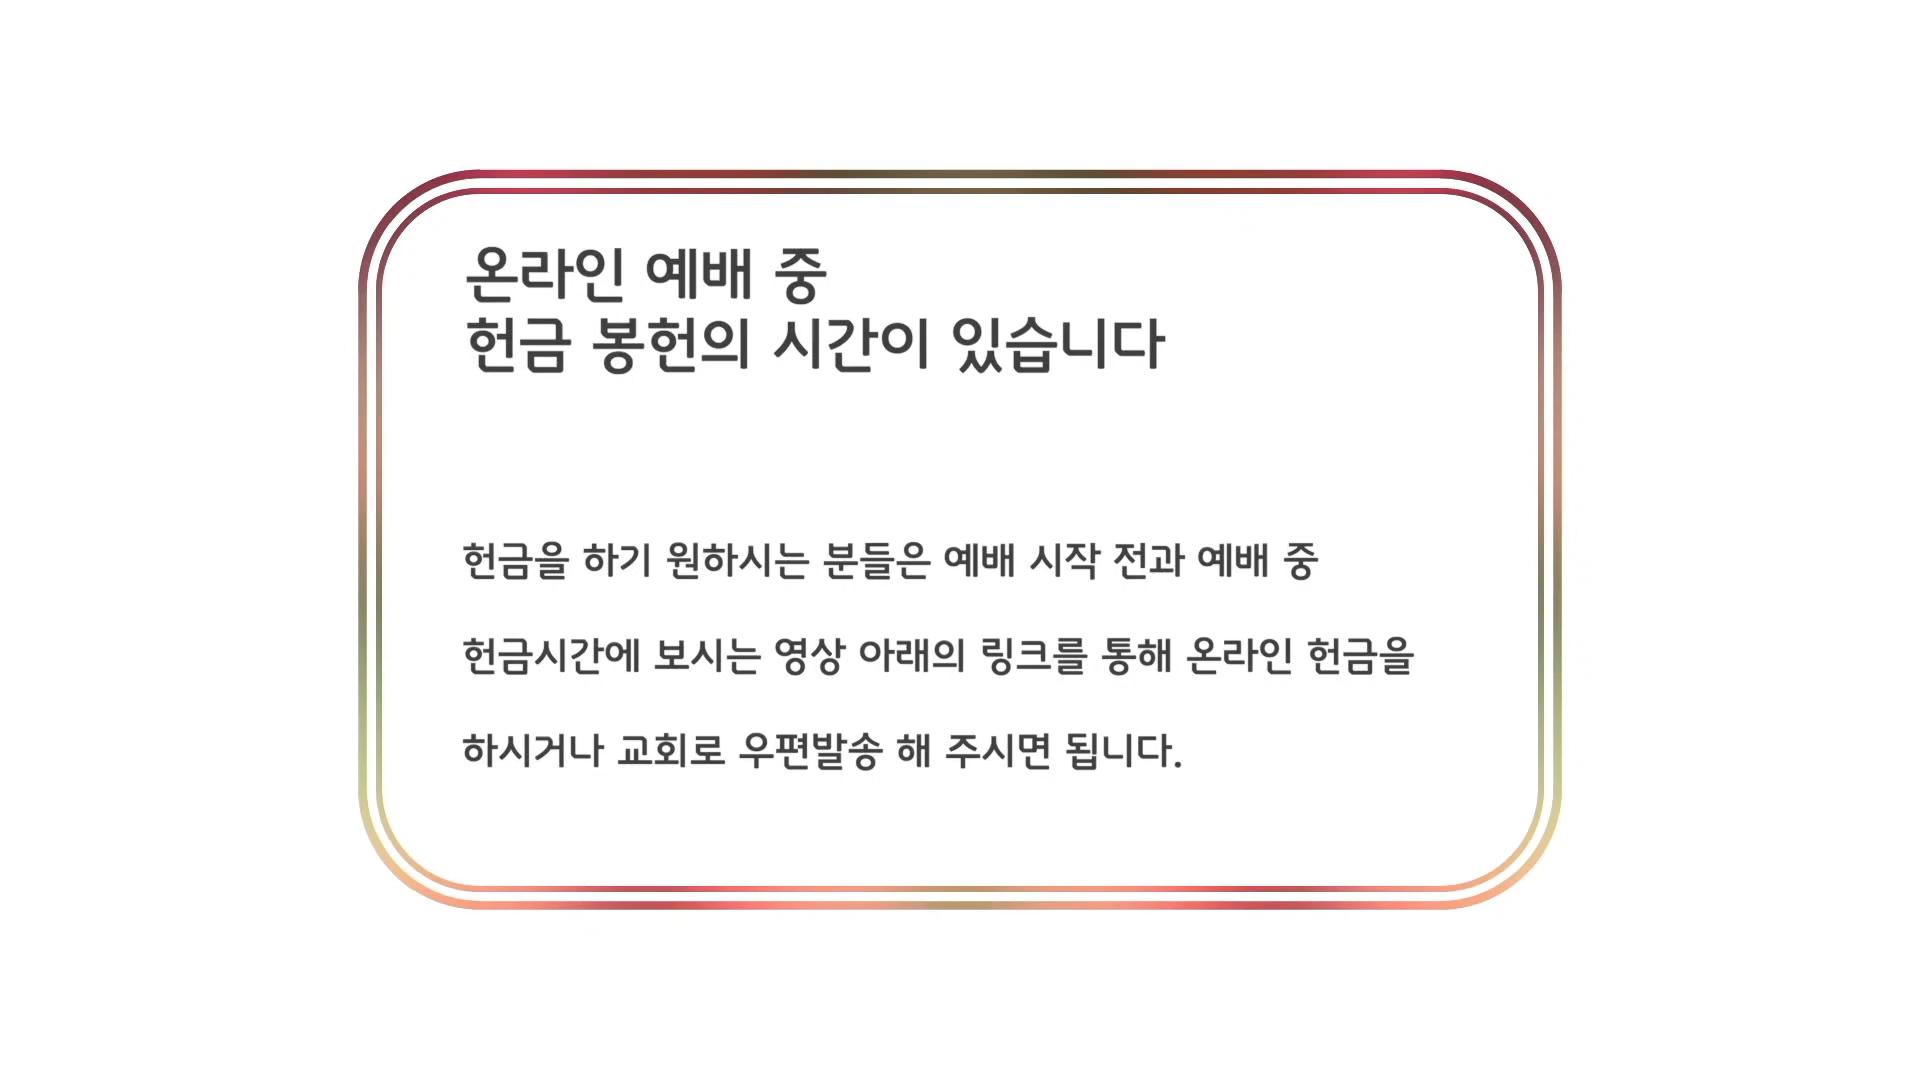 온라인 예배 중
헌금 봉헌의 시간이 있습니다
헌금을 하기 원하시는 분들은 예배 시작 전과 예배 중
헌금시간에 보시는 영상 아래의 링크를 통해 온라인 헌금을
하시거나 교회로 우편발송 해 주시면 됩니다.